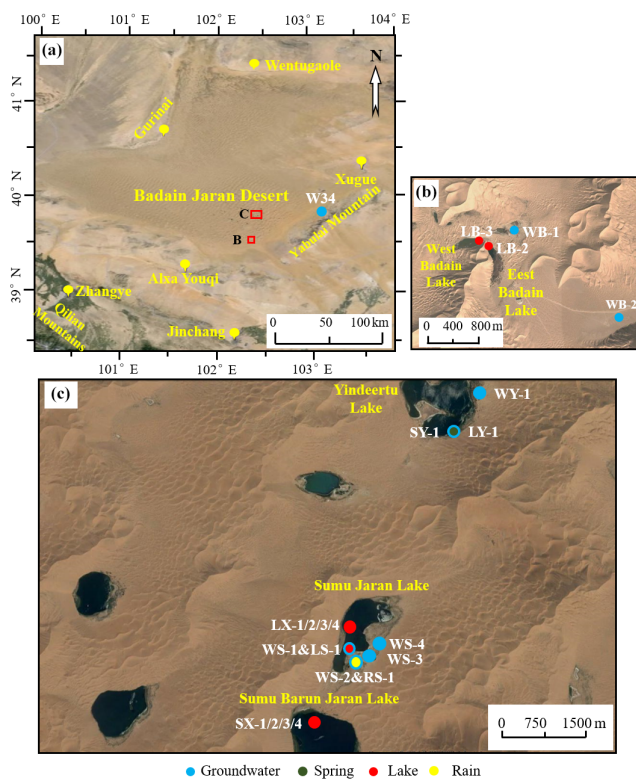 100° E 101° E 102° E 103° E 104° E
(a)
Wentugaole
N
41° N
Gurinai
Xugue
40° N
Badain Jaran Desert
W34
C
Yabulai Mountain
B
Alxa Youqi
39° N
Zhangye
Qilian
Mountains
Jinchang
0 50 100 km
101° E 102° E 103° E
(b)
LB-3
WB-1
LB-2
West
Badain
Lake
Eest
Badain
Lake
WB-2
0 400 800 m
(c)
Yindeertu
Lake
WY-1
SY-1
LY-1
Sumu Jaran Lake
LX-1/2/3/4
WS-4
WS-1&LS-1
WS-3
WS-2&RS-1
Sumu Barun Jaran Lake
SX-1/2/3/4
0 750 1500 m
Groundwater Spring Lake Rain